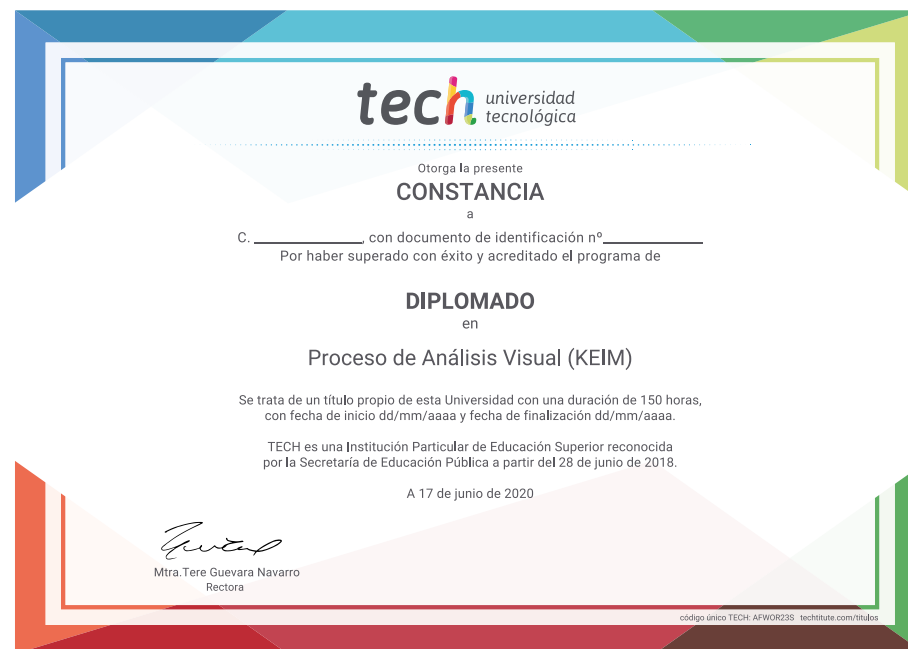 tech universidad
tecnológica
Otorga la presente
CONSTANCIA
a
C. ____________, con documento de identificación nº___________
Por haber superado con éxito y acreditado el programa de
DIPLOMADO
en
Proceso de Análisis Visual (KEIM)
Se trata de un título propio de esta Universidad con una duración de 150 horas,
con fecha de inicio dd/mm/aaaa y fecha de finalización dd/mm/aaaa.
TECH es una Institución Particular de Educación Superior reconocida
por la Secretaría de Educación Pública a partir del 28 de junio de 2018.
A 17 de junio de 2020
Mtra.Tere Guevara Navarro
Rectora
código único TECH: AFWOR23S techtitute.com/titulos